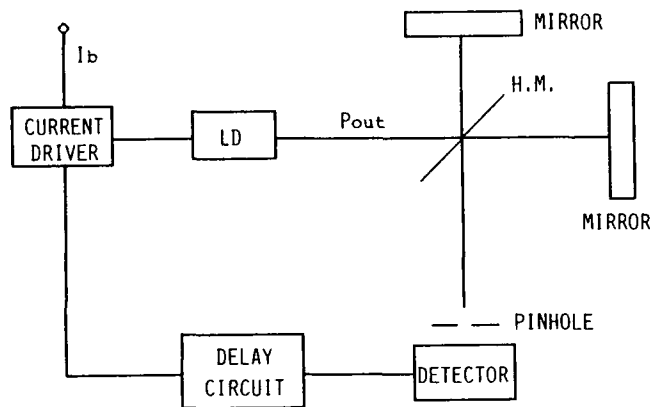 MIRROR
Ib
H.M.
CURRENT
DRIVER
LD
Pout
MIRROR
PINHOLE
DELAY
CIRCUIT
DETECTOR